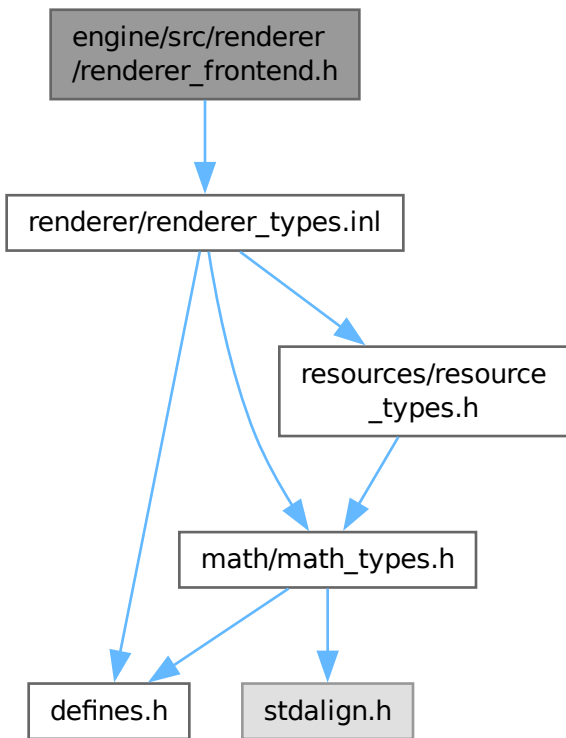 engine/src/renderer
/renderer_frontend.h
renderer/renderer_types.inl
resources/resource
_types.h
math/math_types.h
defines.h
stdalign.h